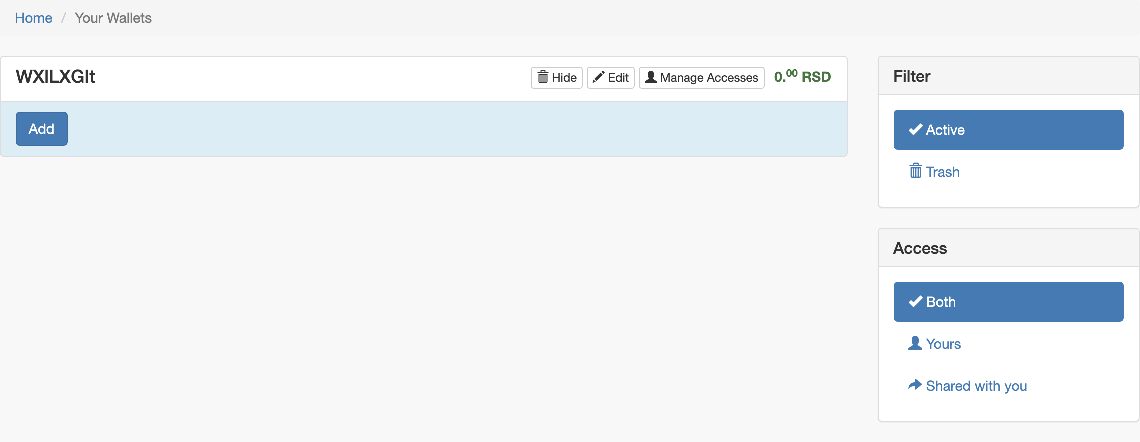 Home / Your Wallets
WXILXGIt
Hide
Edit
Manage Accesses
0.00 RSD
Add
Filter
Active
Trash
Access
Both
Yours
Shared with you